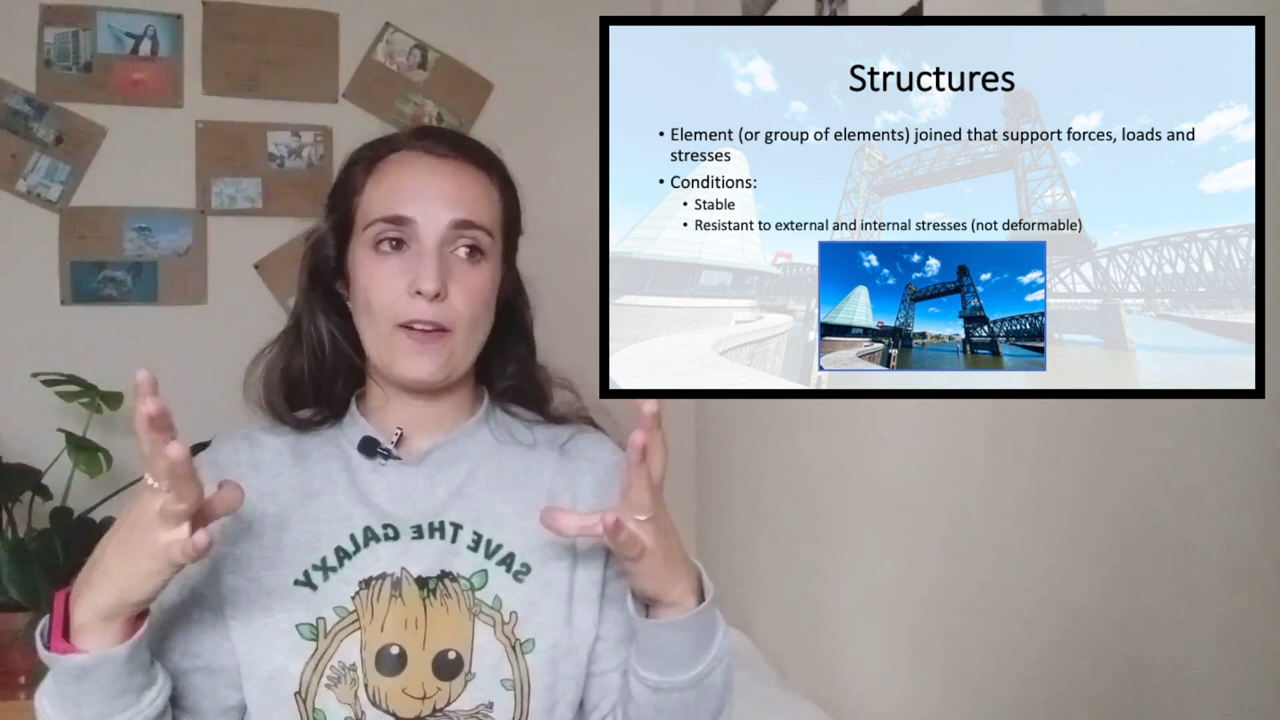 Structures
• Element (or group of elements) joined that support forces, loads and
stresses
• Conditions:
• Stable
• Resistant to external and internal stresses (not deformable)
SAVE THE GALAXY